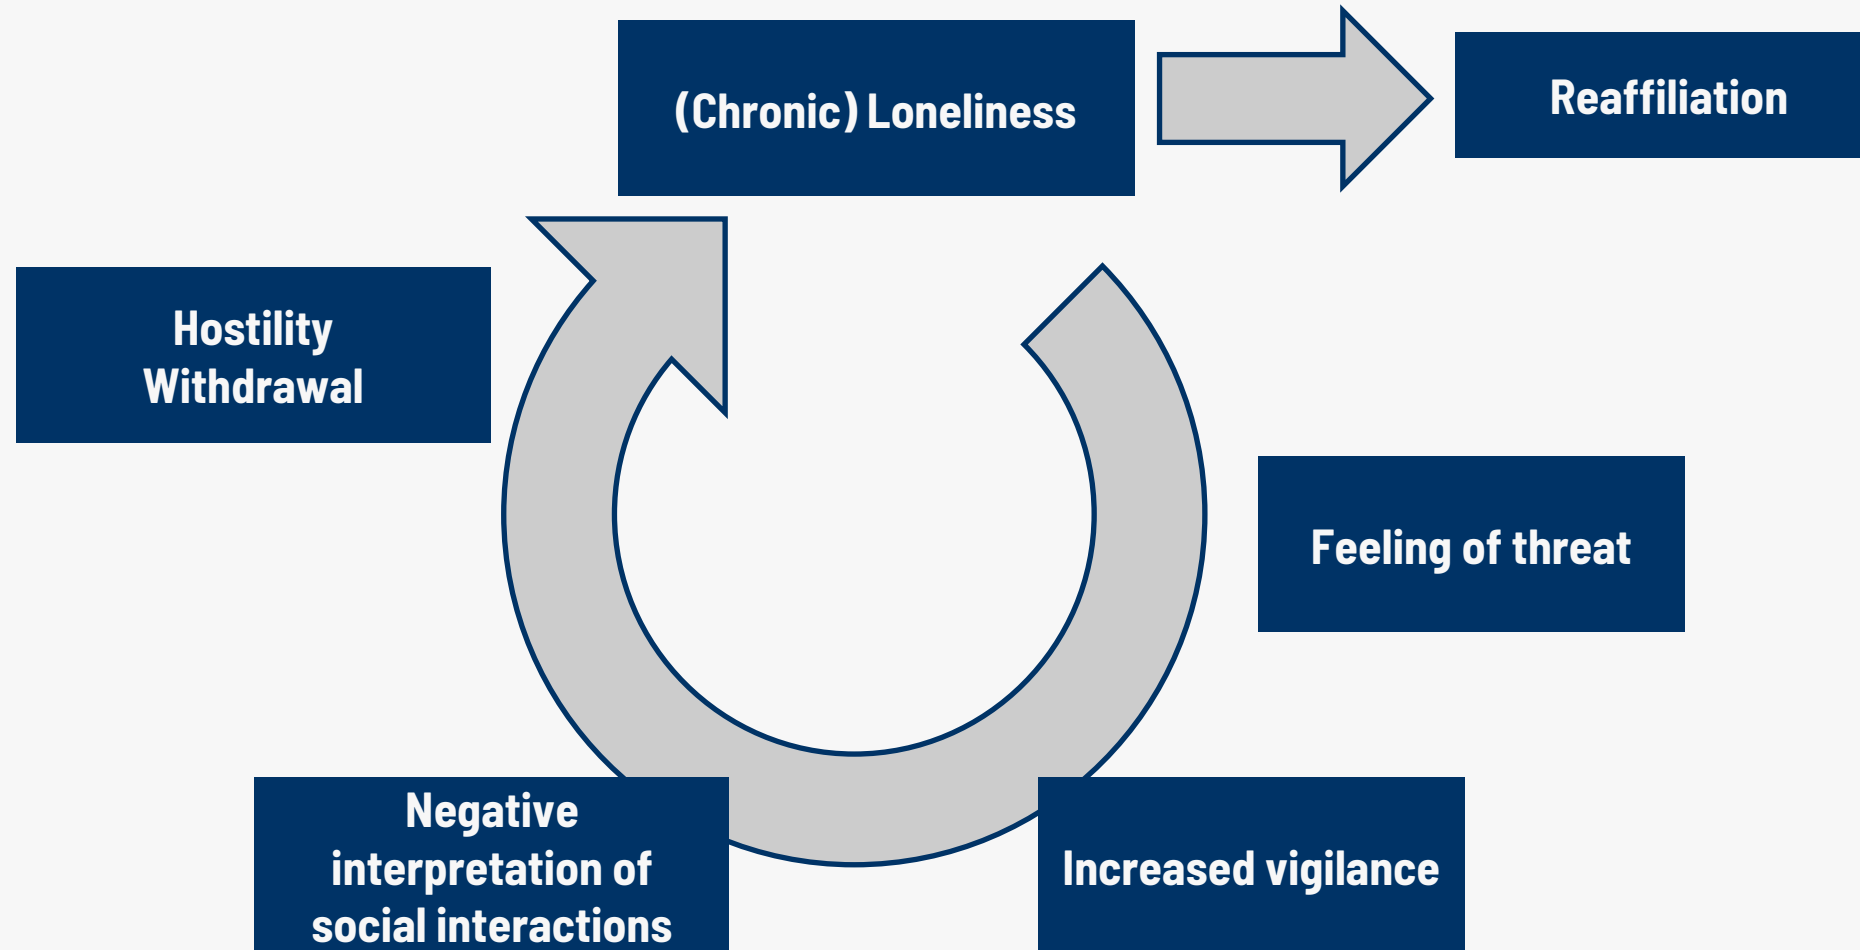 (Chronic) Loneliness
Reaffiliation
Hostility
Withdrawal
Feeling of threat
Negative
interpretation of
social interactions
Increased vigilance